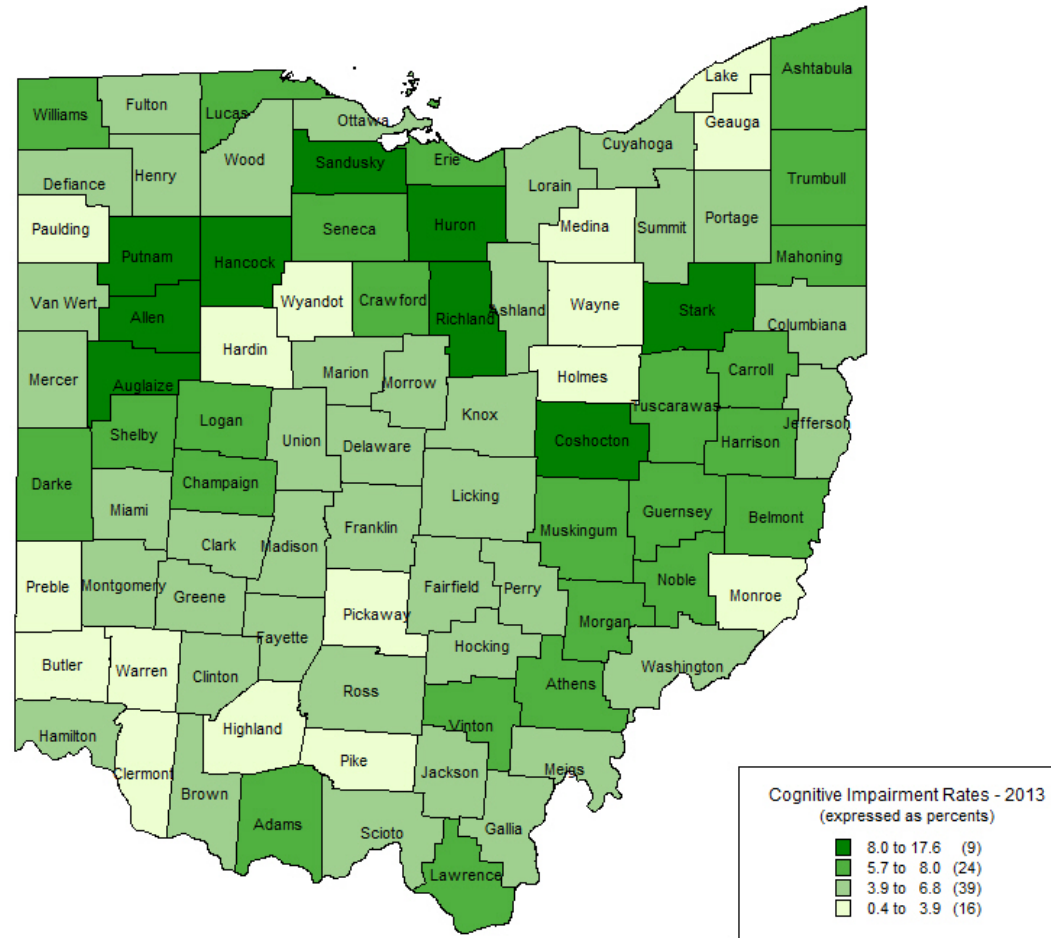 Lake
Ashtabula
Williams
Fulton
Lucas
Ottawa
Geauga
Cuyahoga
Wood
Sandusky
Erie
Defiance
Henry
Lorain
Trumbull
Paulding
Seneca
Huron
Medina
Summit
Portage
Putnam
Hancock
Mahoning
Van Wert
Wyandot
Crawford
Richland
Ashland
Wayne
Stark
Allen
Columbiana
Hardin
Mercer
Auglaize
Marion
Morrow
Holmes
Carroll
Logan
Knox
Tuscarawas
Shelby
Union
Delaware
Coshocton
Harrison
Jefferson
Darke
Champaign
Licking
Miami
Guernsey
Belmont
Franklin
Muskingum
Clark
Madison
Preble
Montgomery
Greene
Fairfield
Perry
Noble
Monroe
Pickaway
Morgan
Fayette
Hocking
Butler
Warren
Clinton
Washington
Ross
Athens
Highland
Vinton
Hamilton
Clermont
Pike
Jackson
Meigs
Brown
Adams
Scioto
Gallia
Lawrence
Cognitive Impairment Rates - 2013
(expressed as percents)
8.0 to 17.6 (9)
5.7 to 8.0 (24)
3.9 to 6.8 (39)
0.4 to 3.9 (16)